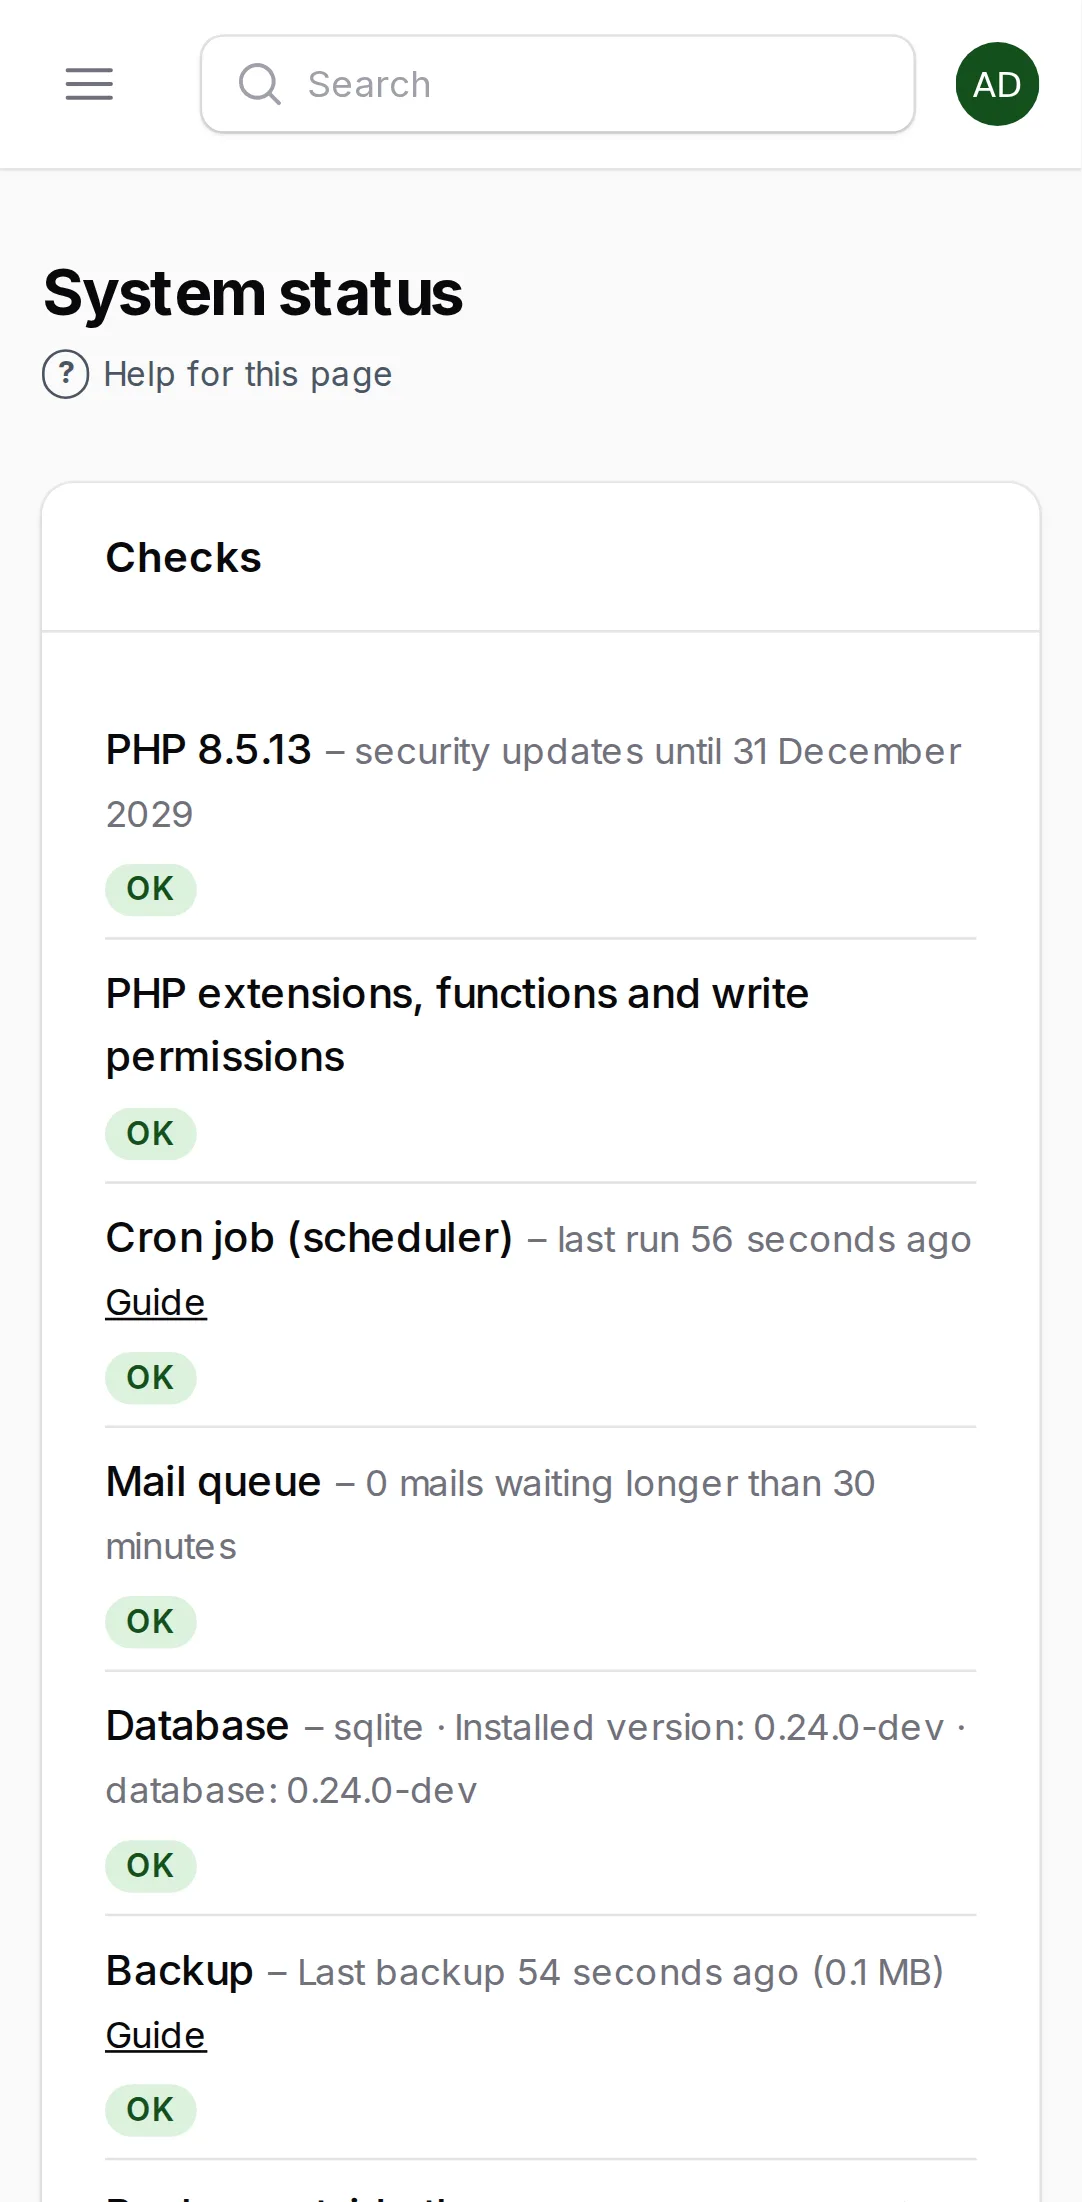 Search
AD
System status
? Help for this page
Checks
PHP 8.5.13 – security updates until 31 December
2029
OK
PHP extensions, functions and write
permissions
OK
Cron job (scheduler) – last run 56 seconds ago
Guide
OK
Mail queue – 0 mails waiting longer than 30
minutes
OK
Database – sqlite · Installed version: 0.24.0-dev ·
database: 0.24.0-dev
OK
Backup – Last backup 54 seconds ago (0.1 MB)
Guide
OK